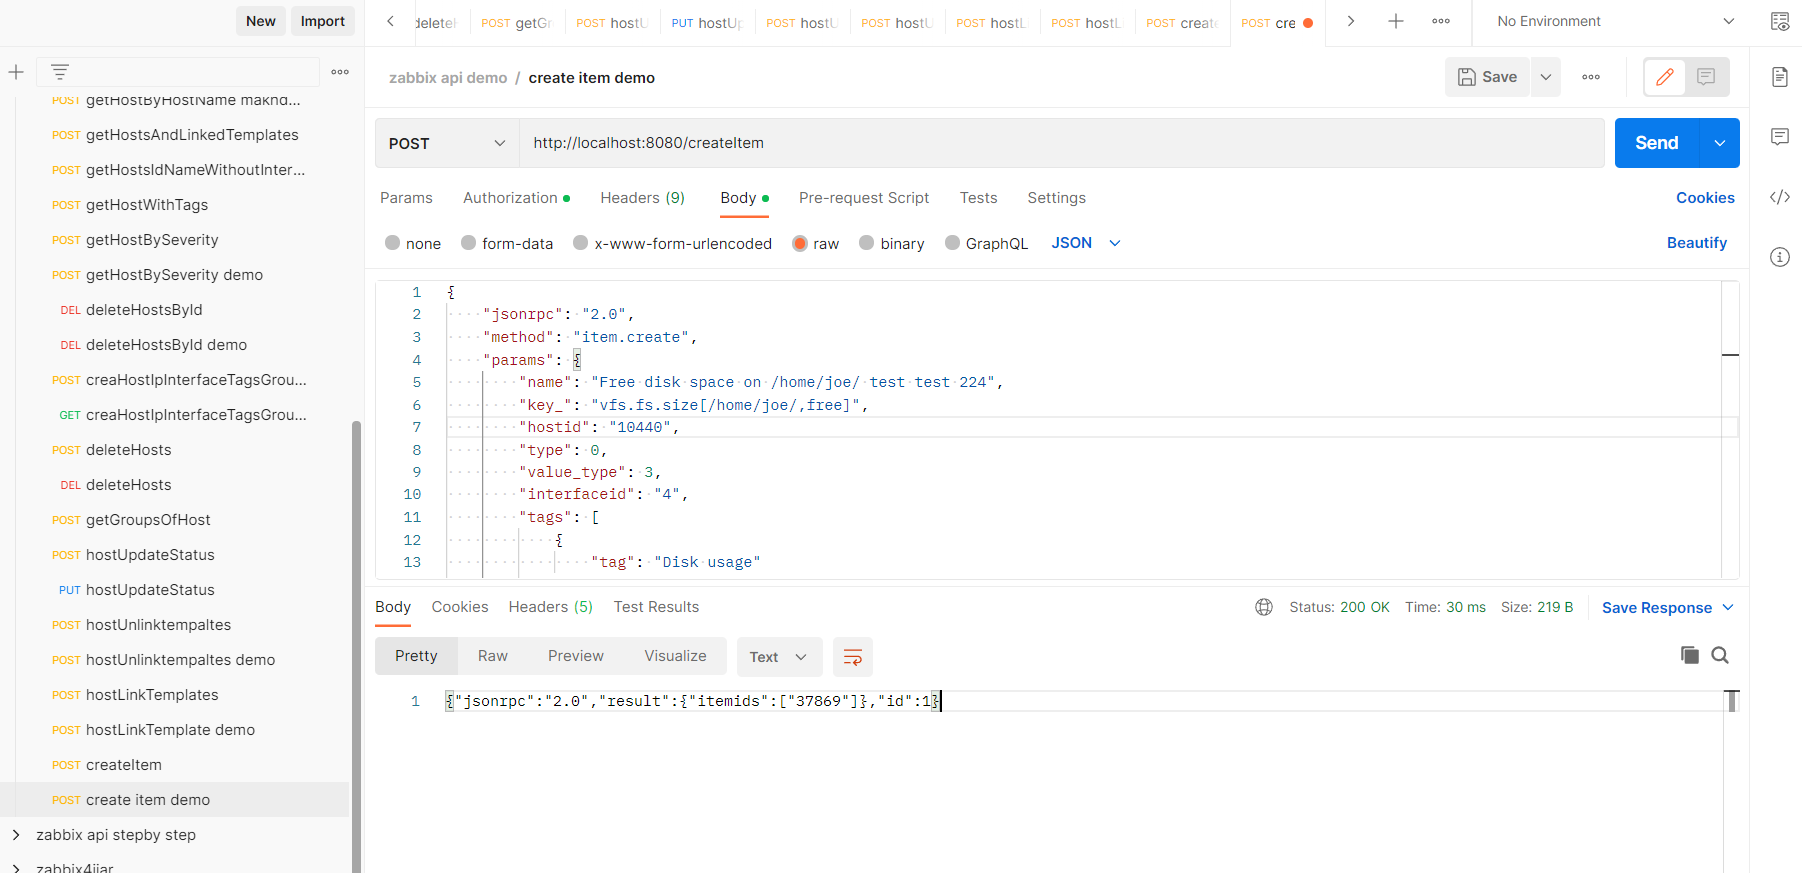 New Import
deleteH POST getGr POST hostU PUT hostUp POST hostU POST hostU POST hostLi POST hostLi POST create POST cre No Environment
zabbix api demo / create item demo Save
POST http://localhost:8080/createItem Send
Params Authorization Headers (9) Body Pre-request Script Tests Settings Cookies
none form-data x-www-form-urlencoded raw binary GraphQL JSON Beautify
POST getHostByHostName maknd...
POST getHostsAndLinkedTemplates
POST getHostsIdNameWithoutInter...
POST getHostWithTags
POST getHostBySeverity
POST getHostBySeverity demo
DEL deleteHostsById
DEL deleteHostsById demo
POST creaHostIpInterfaceTagsGrou...
GET creaHostIpInterfaceTagsGrou...
POST deleteHosts
DEL deleteHosts
POST getGroupsOfHost
POST hostUpdateStatus
PUT hostUpdateStatus
POST hostUnlinktempaltes
POST hostUnlinktempaltes demo
POST hostLinkTemplates
POST hostLinkTemplate demo
POST createItem
POST create item demo
zabbix api stepby step
zabbix4jjar
1 {
2 "jsonrpc": "2.0",
3 "method": "item.create",
4 "params": {
5 "name": "Free disk space on /home/joe/ test test 224",
6 "key_": "vfs.fs.size[/home/joe/,free]",
7 "hostid": "10440",
8 "type": 0,
9 "value_type": 3,
10 "interfaceid": "4",
11 "tags": [
12 {
13 "tag": "Disk usage"
Body Cookies Headers (5) Test Results Status: 200 OK Time: 30 ms Size: 219 B Save Response
Pretty Raw Preview Visualize Text
1 {"jsonrpc":"2.0","result":{"itemids":["37869"]},"id":1}